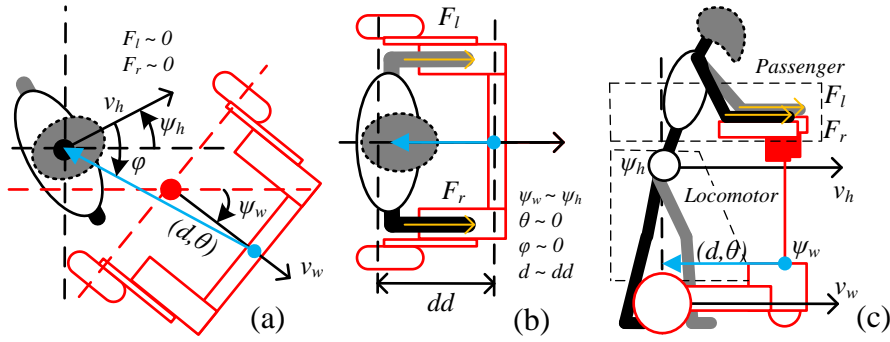 F_l ~ 0
F_r ~ 0
v_h
ψ_h
φ
ψ_w
(d,θ)
v_w
(a)
F_l
F_r
ψ_w ~ ψ_h
θ ~ 0
φ ~ 0
d ~ dd
dd
(b)
Passenger
F_l
F_r
ψ_h
v_h
Locomotor
(d,θ)
ψ_w
v_w
(c)